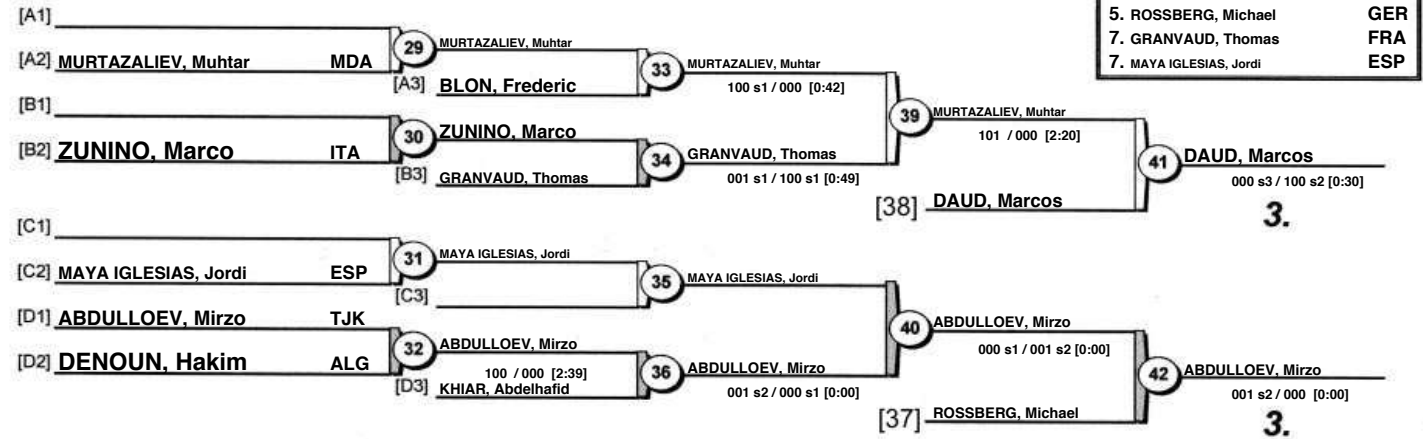 5. ROSSBERG, Michael GER
7. GRANVAUD, Thomas FRA
7. MAYA IGLESIAS, Jordi ESP
[A1]
[A2] MURTAZALIEV, Muhtar MDA
29
MURTAZALIEV, Muhtar
[A3] BLON, Frederic
33
MURTAZALIEV, Muhtar
100 s1 / 000 [0:42]
[B1]
[B2] ZUNINO, Marco ITA
30
ZUNINO, Marco
[B3] GRANVAUD, Thomas
34
GRANVAUD, Thomas
001 s1 / 100 s1 [0:49]
39
MURTAZALIEV, Muhtar
101 / 000 [2:20]
[38] DAUD, Marcos
41
DAUD, Marcos
000 s3 / 100 s2 [0:30]
3.
[C1]
[C2] MAYA IGLESIAS, Jordi ESP
31
MAYA IGLESIAS, Jordi
[C3]
35
MAYA IGLESIAS, Jordi
[D1] ABDULLOEV, Mirzo TJK
[D2] DENOUN, Hakim ALG
32
ABDULLOEV, Mirzo
100 / 000 [2:39]
[D3] KHIAR, Abdelhafid
36
ABDULLOEV, Mirzo
001 s2 / 000 s1 [0:00]
40
ABDULLOEV, Mirzo
000 s1 / 001 s2 [0:00]
[37] ROSSBERG, Michael
42
ABDULLOEV, Mirzo
001 s2 / 000 [0:00]
3.